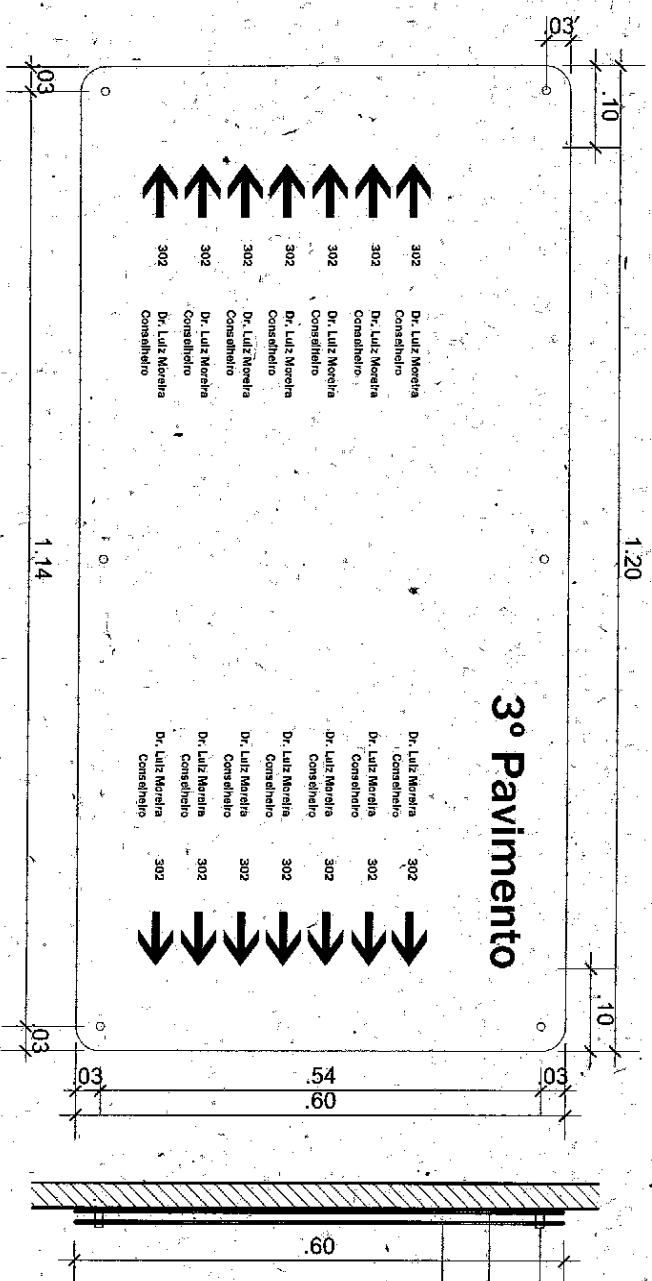 1.20
.10 .10
.03
3º Pavimento
302 Dr. Luiz Moreira Dr. Luiz Moreira 302
Conselheiro Conselheiro
302 Dr. Luiz Moreira Dr. Luiz Moreira 302
Conselheiro Conselheiro
302 Dr. Luiz Moreira Dr. Luiz Moreira 302
Conselheiro Conselheiro
302 Dr. Luiz Moreira Dr. Luiz Moreira 302
Conselheiro Conselheiro
302 Dr. Luiz Moreira Dr. Luiz Moreira 302
Conselheiro Conselheiro
302 Dr. Luiz Moreira Dr. Luiz Moreira 302
Conselheiro Conselheiro
302 Dr. Luiz Moreira Dr. Luiz Moreira 302
Conselheiro Conselheiro
.03 1.14 .03
.03 .54 .03
.60
.60